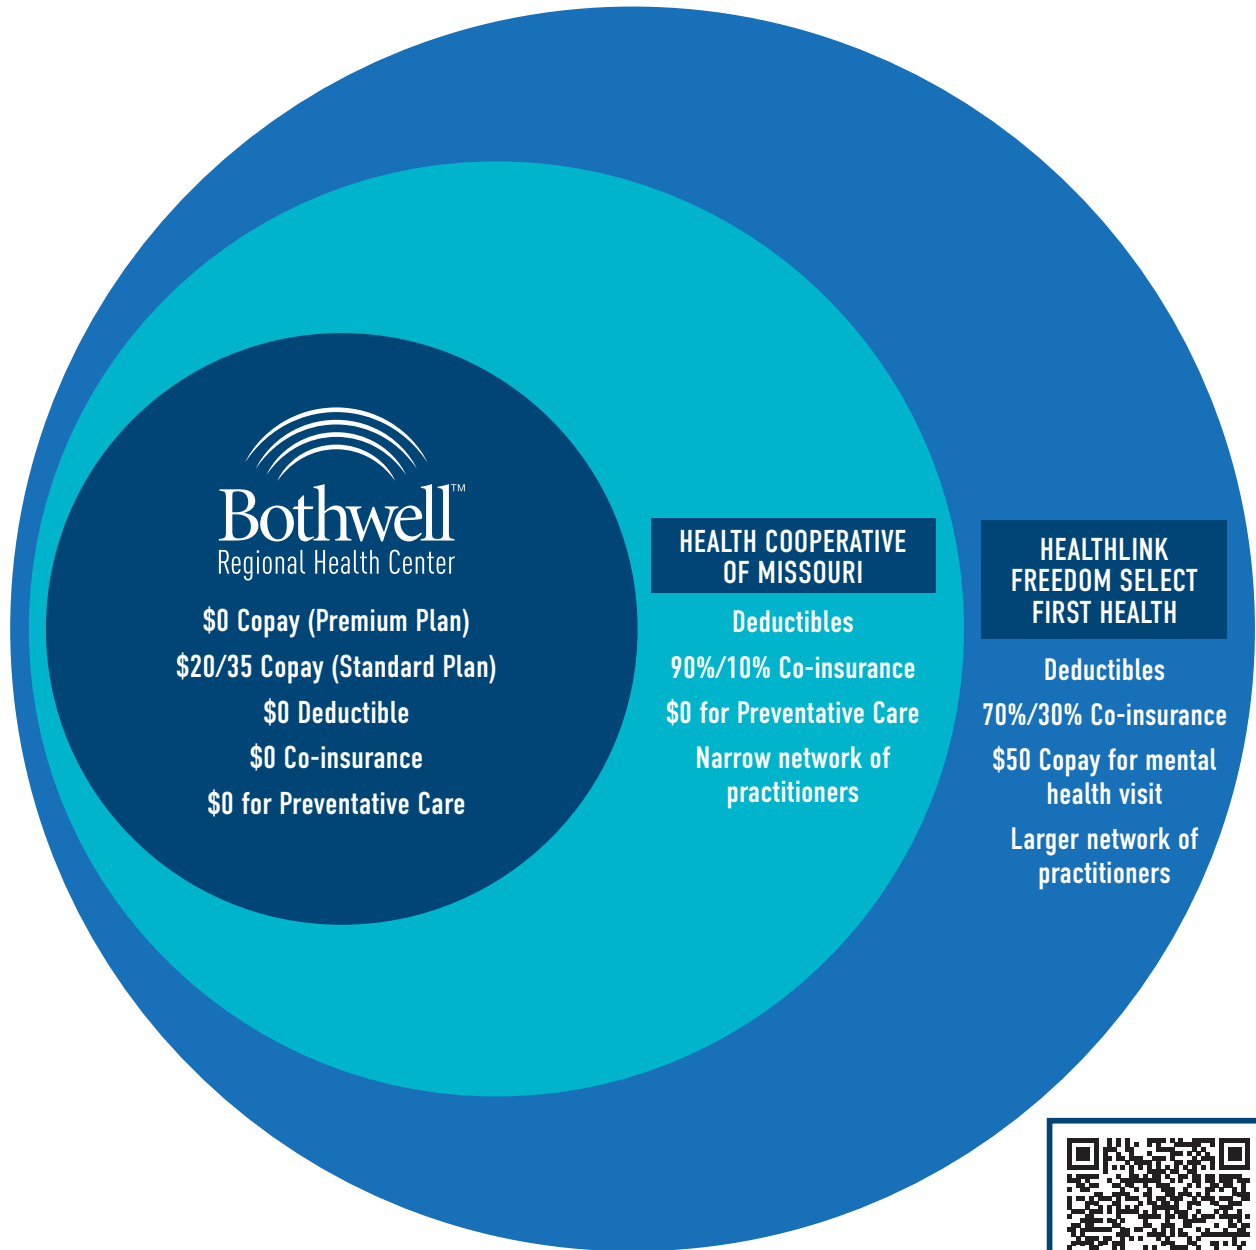 Bothwell™
Regional Health Center
$0 Copay (Premium Plan)
$20/35 Copay (Standard Plan)
$0 Deductible
$0 Co-insurance
$0 for Preventative Care
HEALTH COOPERATIVE
OF MISSOURI
Deductibles
90%/10% Co-insurance
$0 for Preventative Care
Narrow network of
practitioners
HEALTHLINK
FREEDOM SELECT
FIRST HEALTH
Deductibles
70%/30% Co-insurance
$50 Copay for mental
health visit
Larger network of
practitioners